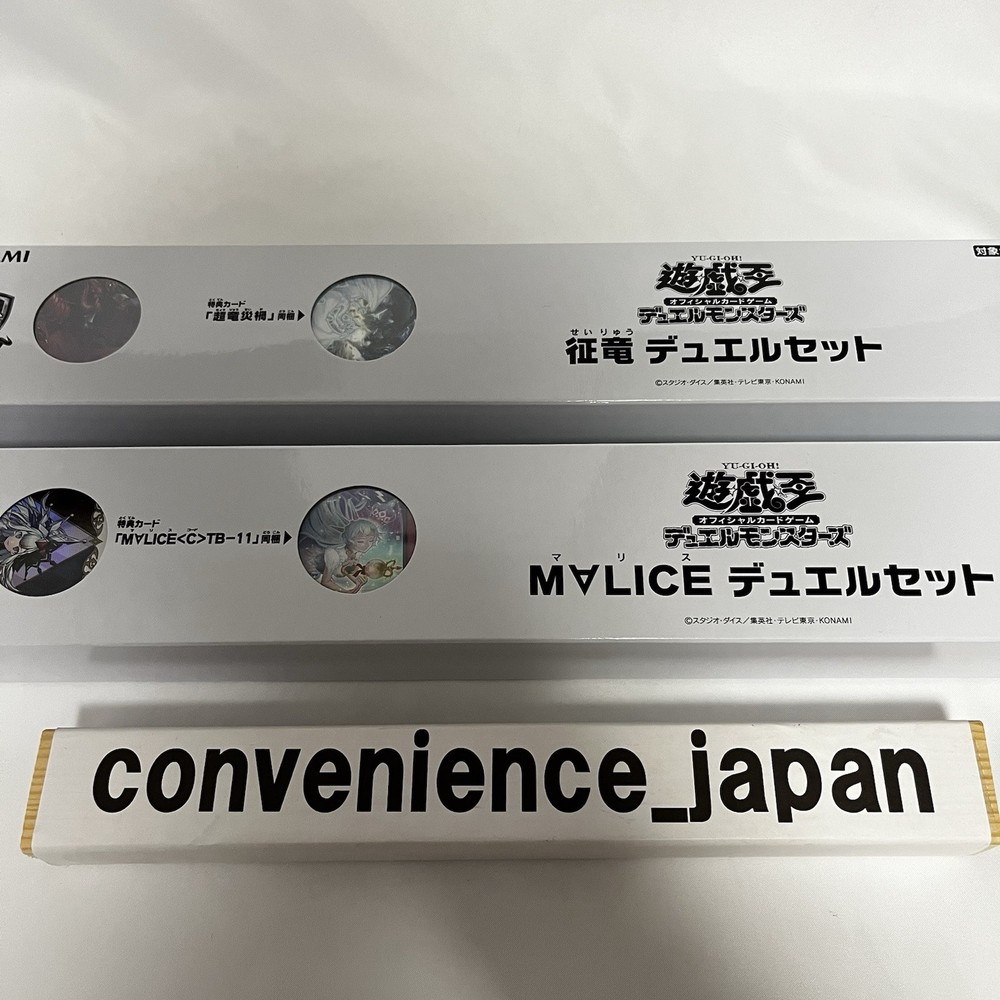 AMI
対象
特典カード
「超竜災禍」同梱▶
YU-GI-OH!
遊☆戯☆王
オフィシャルカードゲーム
デュエルモンスターズ
せいりゅう
征竜 デュエルセット
©スタジオ・ダイス/集英社・テレビ東京・KONAMI
特典カード
「M∀LICE<C>TB-11」同梱▶
YU-GI-OH!
遊☆戯☆王
オフィシャルカードゲーム
デュエルモンスターズ
マリス
M∀LICE デュエルセット
©スタジオ・ダイス/集英社・テレビ東京・KONAMI
convenience_japan